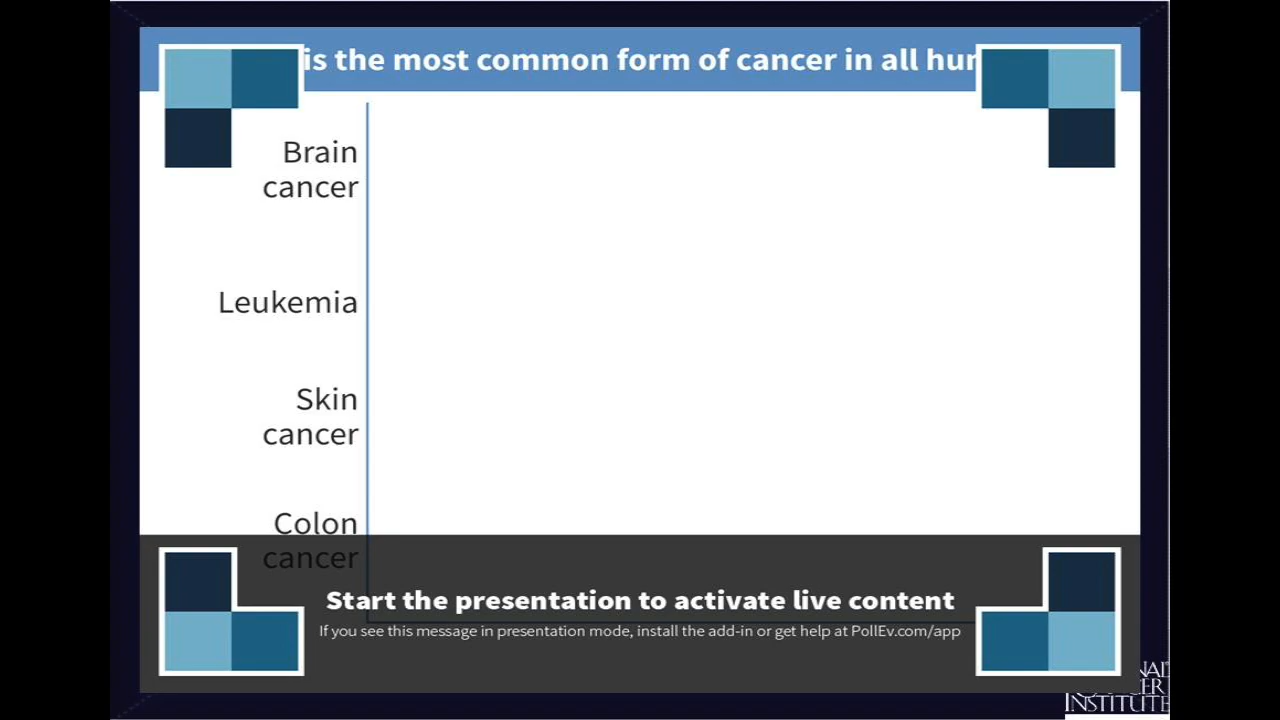 is the most common form of cancer in all hu
Brain
cancer
Leukemia
Skin
cancer
Colon
cancer
Start the presentation to activate live content
If you see this message in presentation mode, install the add-in or get help at PollEv.com/app
INSTITUTE